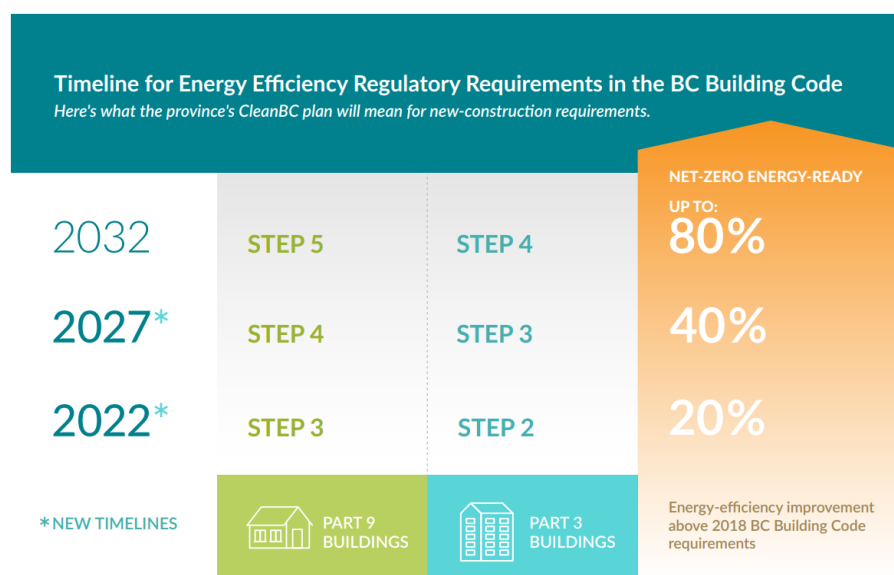 Timeline for Energy Efficiency Regulatory Requirements in the BC Building Code
Here's what the province's CleanBC plan will mean for new-construction requirements.
NET-ZERO ENERGY-READY
UP TO:
2032
STEP 5
STEP 4
80%
2027*
STEP 4
STEP 3
40%
2022*
STEP 3
STEP 2
20%
*NEW TIMELINES
PART 9
BUILDINGS
PART 3
BUILDINGS
Energy-efficiency improvement
above 2018 BC Building Code
requirements